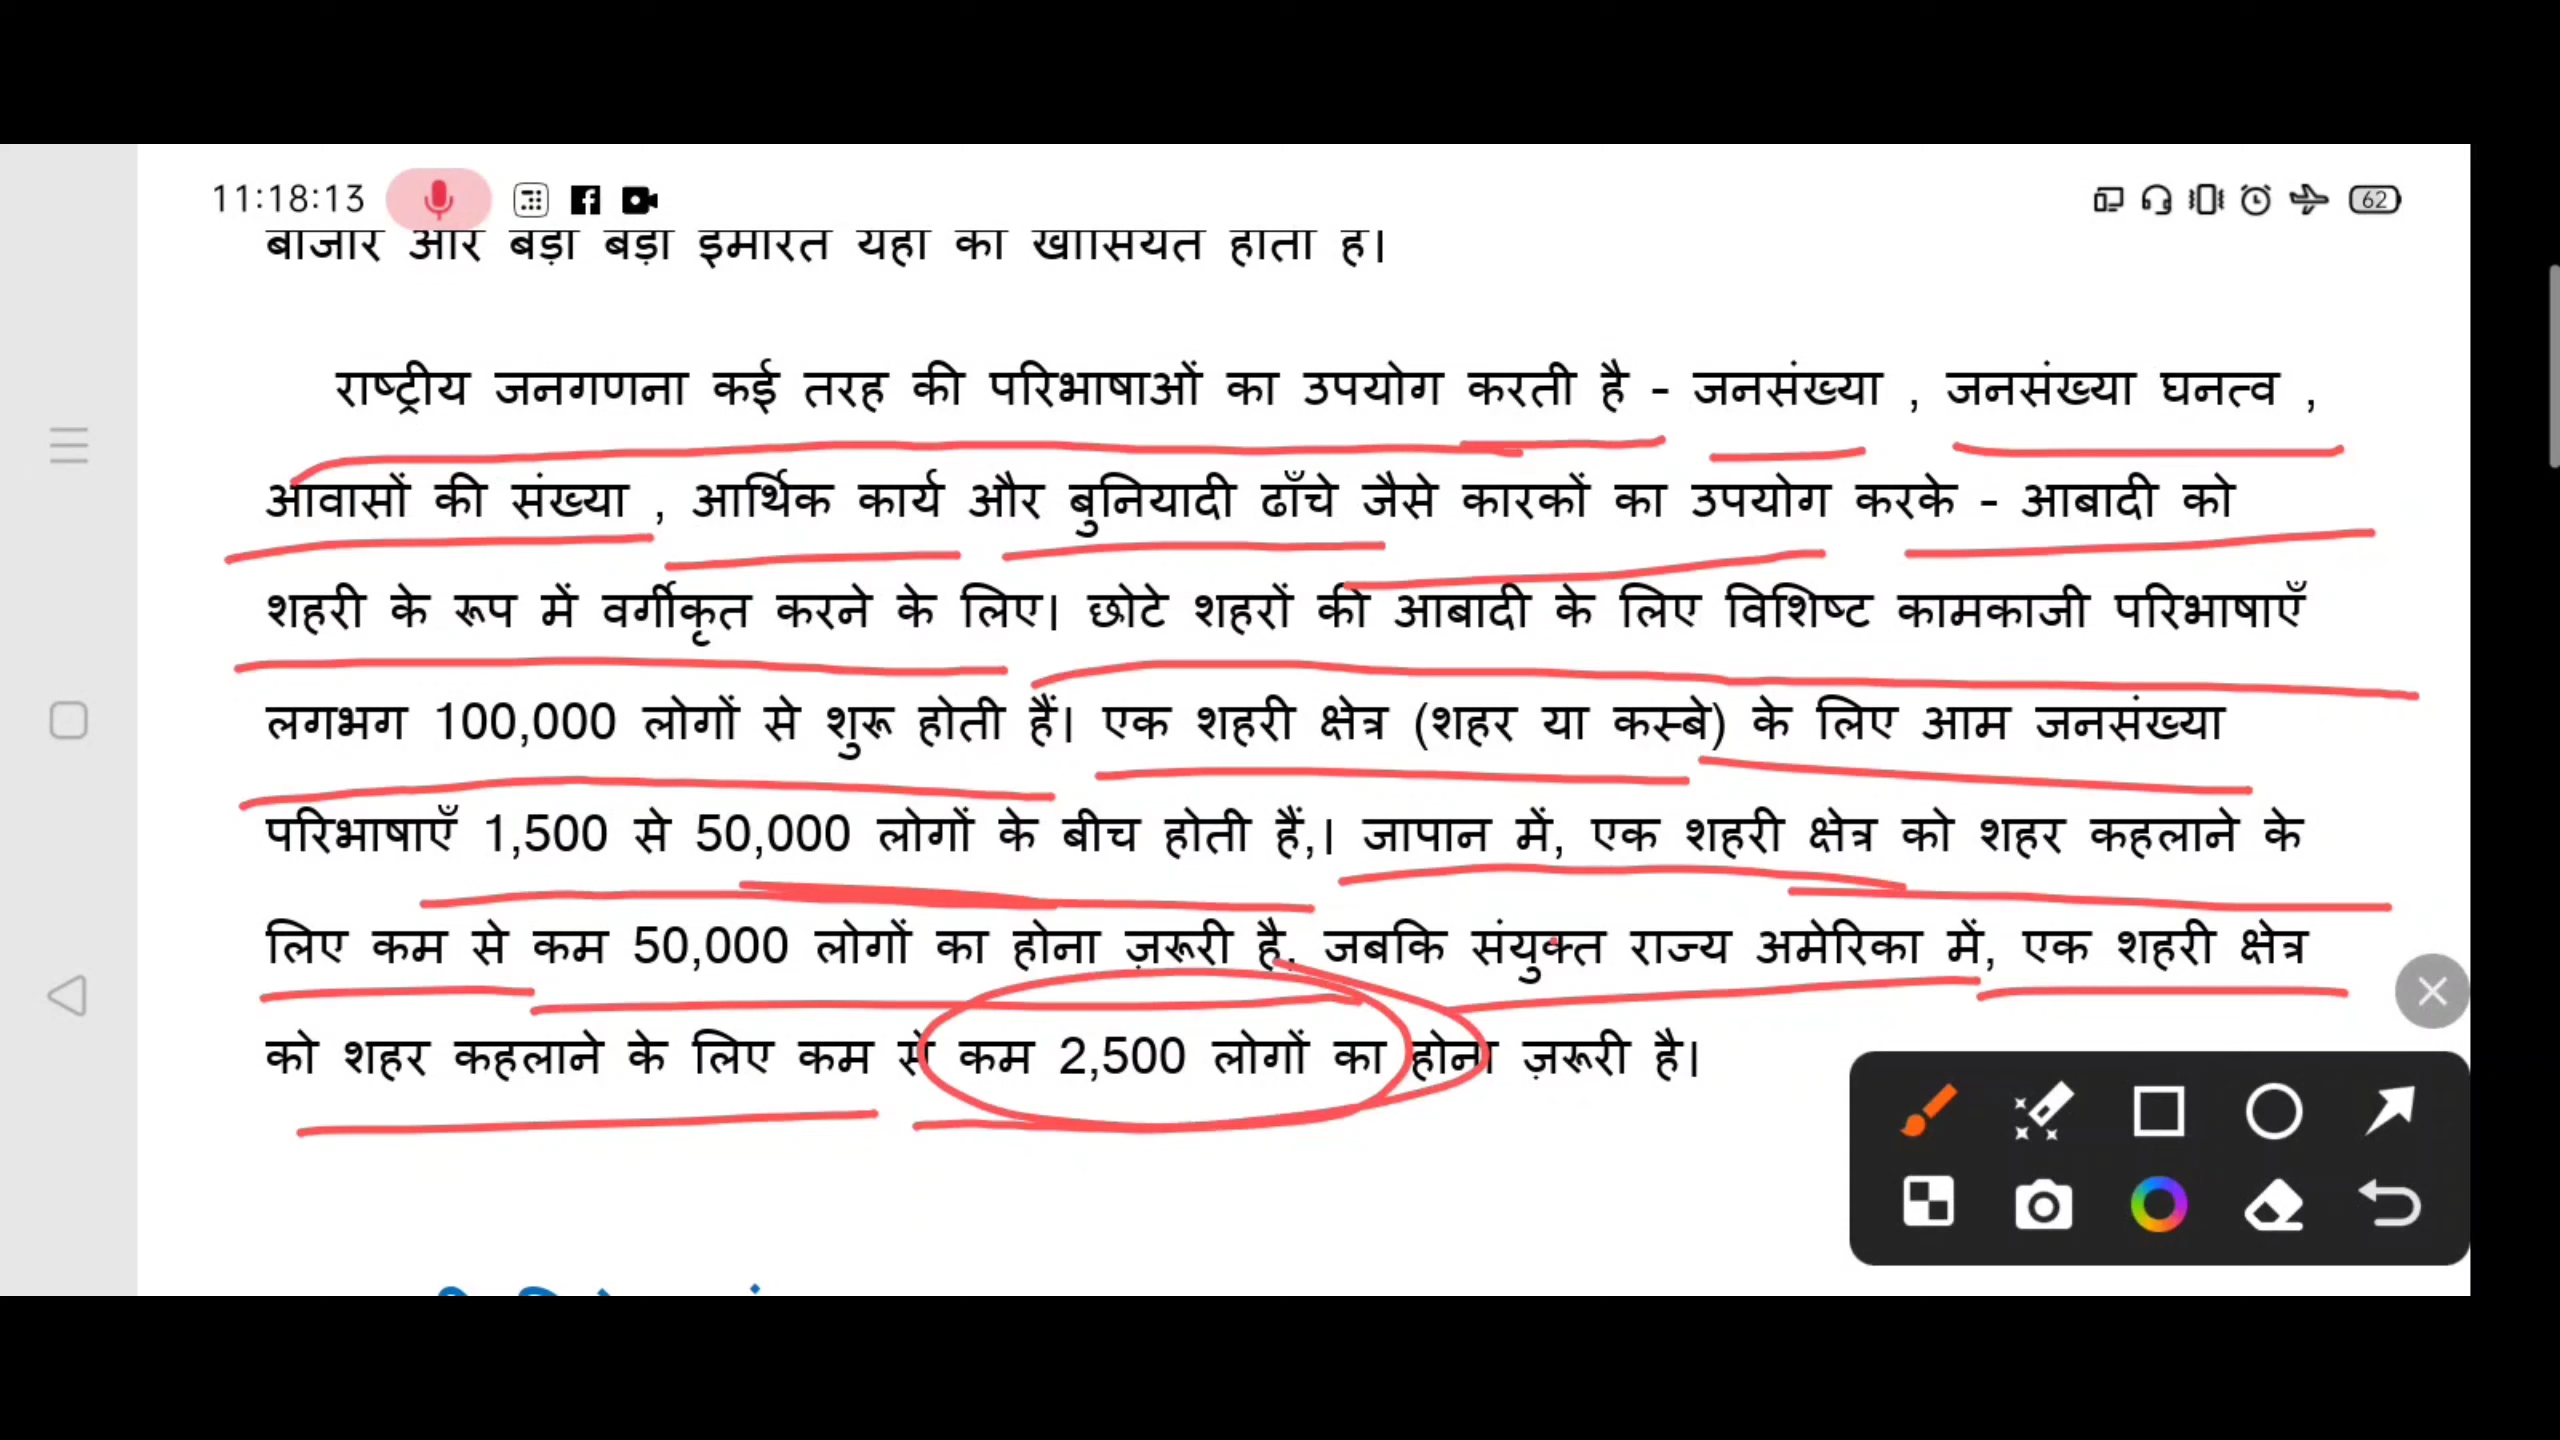 11:18:13 62
बाजार और बड़ी बड़ी इमारतें यहाँ की खासियत होती है।
राष्ट्रीय जनगणना कई तरह की परिभाषाओं का उपयोग करती है - जनसंख्या , जनसंख्या घनत्व ,
आवासों की संख्या , आर्थिक कार्य और बुनियादी ढाँचे जैसे कारकों का उपयोग करके - आबादी को
शहरी के रूप में वर्गीकृत करने के लिए। छोटे शहरों की आबादी के लिए विशिष्ट कामकाजी परिभाषाएँ
लगभग 100,000 लोगों से शुरू होती हैं। एक शहरी क्षेत्र (शहर या कस्बे) के लिए आम जनसंख्या
परिभाषाएँ 1,500 से 50,000 लोगों के बीच होती हैं,। जापान में, एक शहरी क्षेत्र को शहर कहलाने के
लिए कम से कम 50,000 लोगों का होना ज़रूरी है, जबकि संयुक्त राज्य अमेरिका में, एक शहरी क्षेत्र
को शहर कहलाने के लिए कम से कम 2,500 लोगों का होना ज़रूरी है।